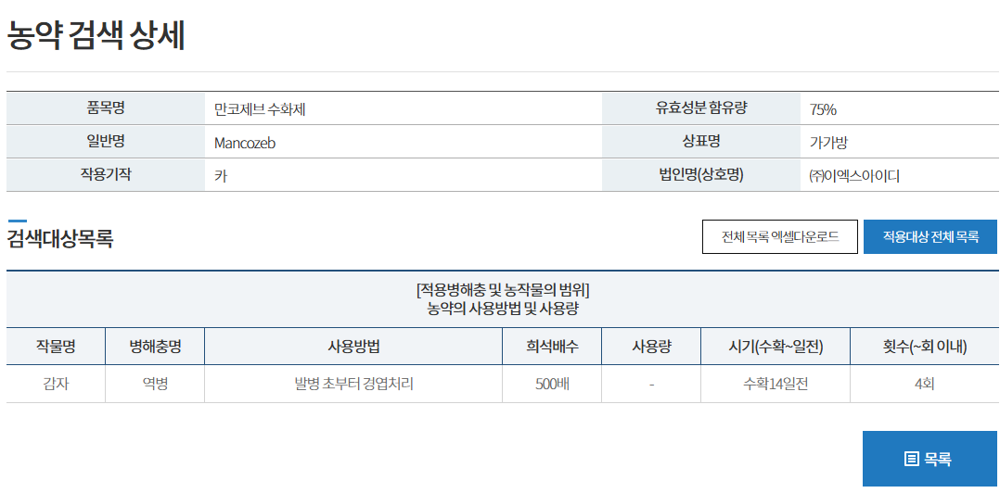 농약 검색 상세
품목명 만코제브 수화제 유효성분 함유량 75%
일반명 Mancozeb 상표명 가가방
작용기작 카 법인명(상호명) ㈜이엑스아이디
검색대상목록 전체 목록 엑셀다운로드 적용대상 전체 목록
[적용병해충 및 농작물의 범위]
농약의 사용방법 및 사용량
작물명 병해충명 사용방법 희석배수 사용량 시기(수확~일전) 횟수(~회 이내)
감자 역병 발병 초부터 경엽처리 500배 - 수확14일전 4회
목록